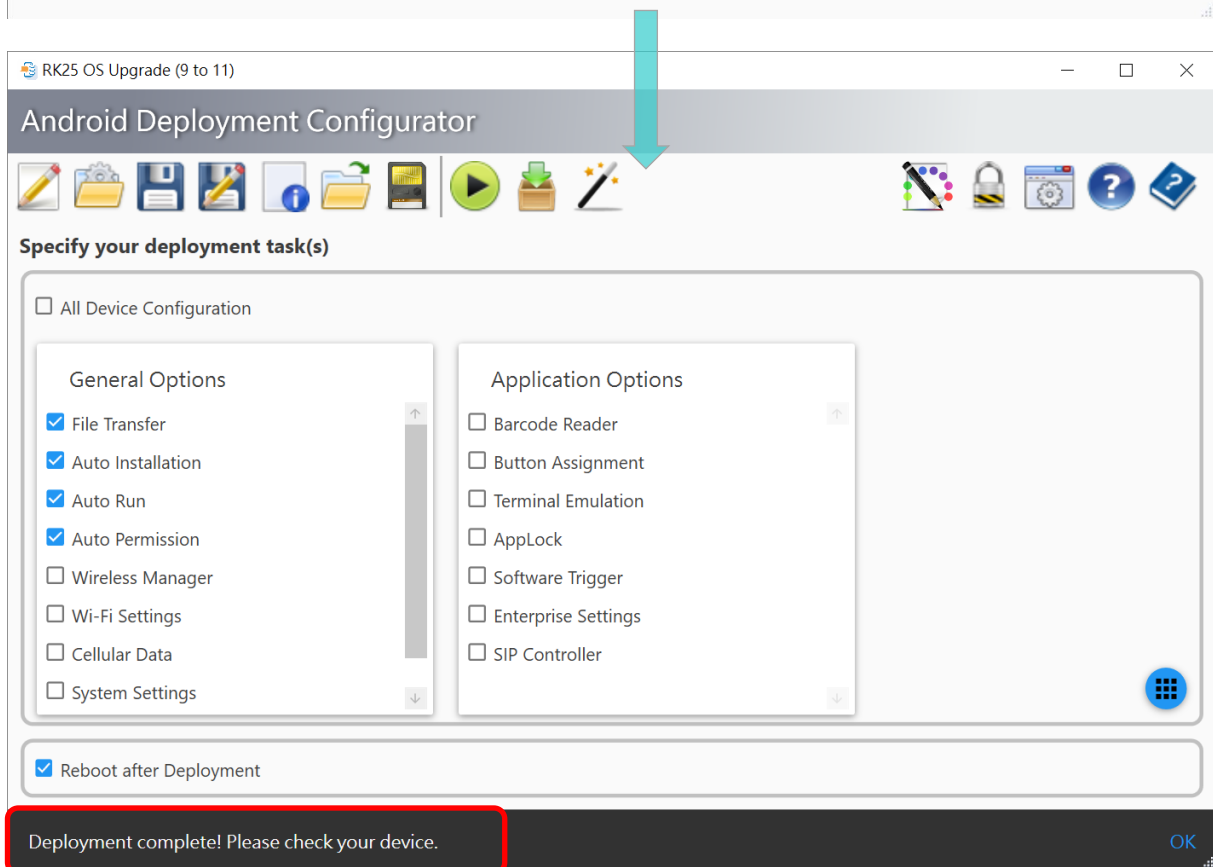 RK25 OS Upgrade (9 to 11)
Android Deployment Configurator
Specify your deployment task(s)
All Device Configuration
General Options
File Transfer
Auto Installation
Auto Run
Auto Permission
Wireless Manager
Wi-Fi Settings
Cellular Data
System Settings
Application Options
Barcode Reader
Button Assignment
Terminal Emulation
AppLock
Software Trigger
Enterprise Settings
SIP Controller
Reboot after Deployment
Deployment complete! Please check your device.
OK